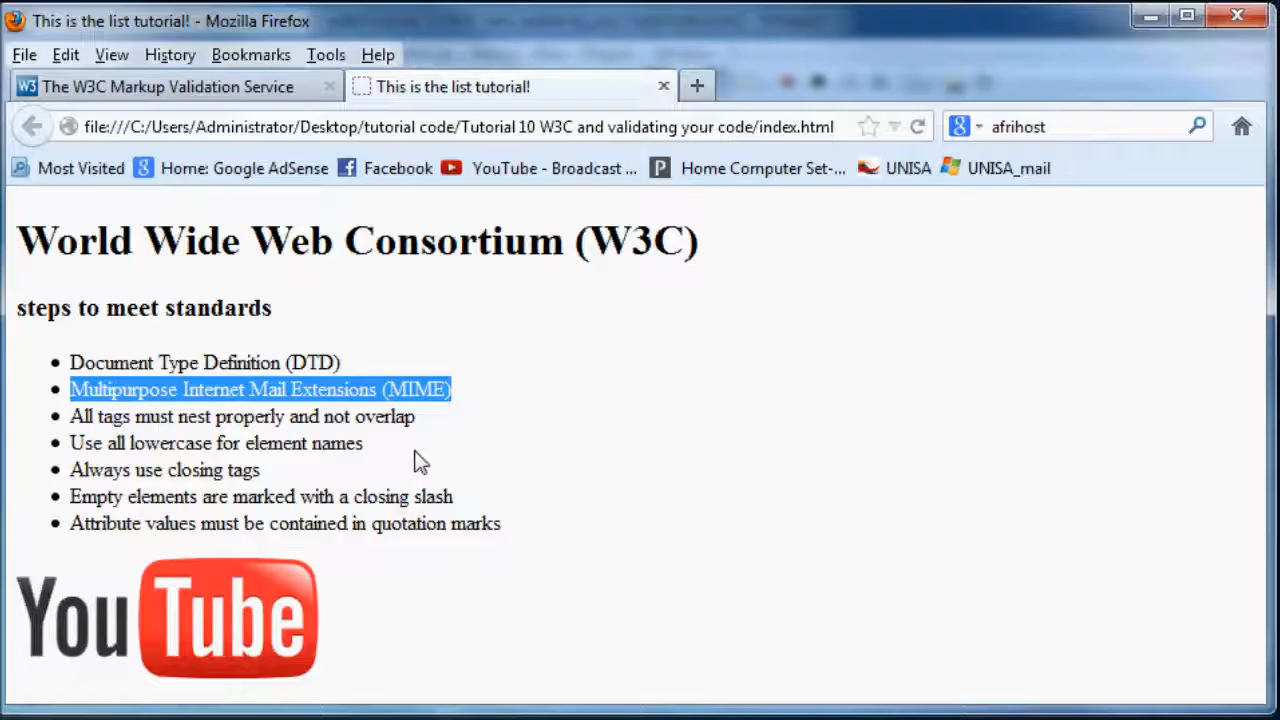 This is the list tutorial! - Mozilla Firefox
File Edit View History Bookmarks Tools Help
W3 The W3C Markup Validation Service
This is the list tutorial!
file:///C:/Users/Administrator/Desktop/tutorial code/Tutorial 10 W3C and validating your code/index.html
afrihost
Most Visited Home: Google AdSense Facebook YouTube - Broadcast ... Home Computer Set-... UNISA UNISA_mail
World Wide Web Consortium (W3C)
steps to meet standards
Document Type Definition (DTD)
Multipurpose Internet Mail Extensions (MIME)
All tags must nest properly and not overlap
Use all lowercase for element names
Always use closing tags
Empty elements are marked with a closing slash
Attribute values must be contained in quotation marks
YouTube